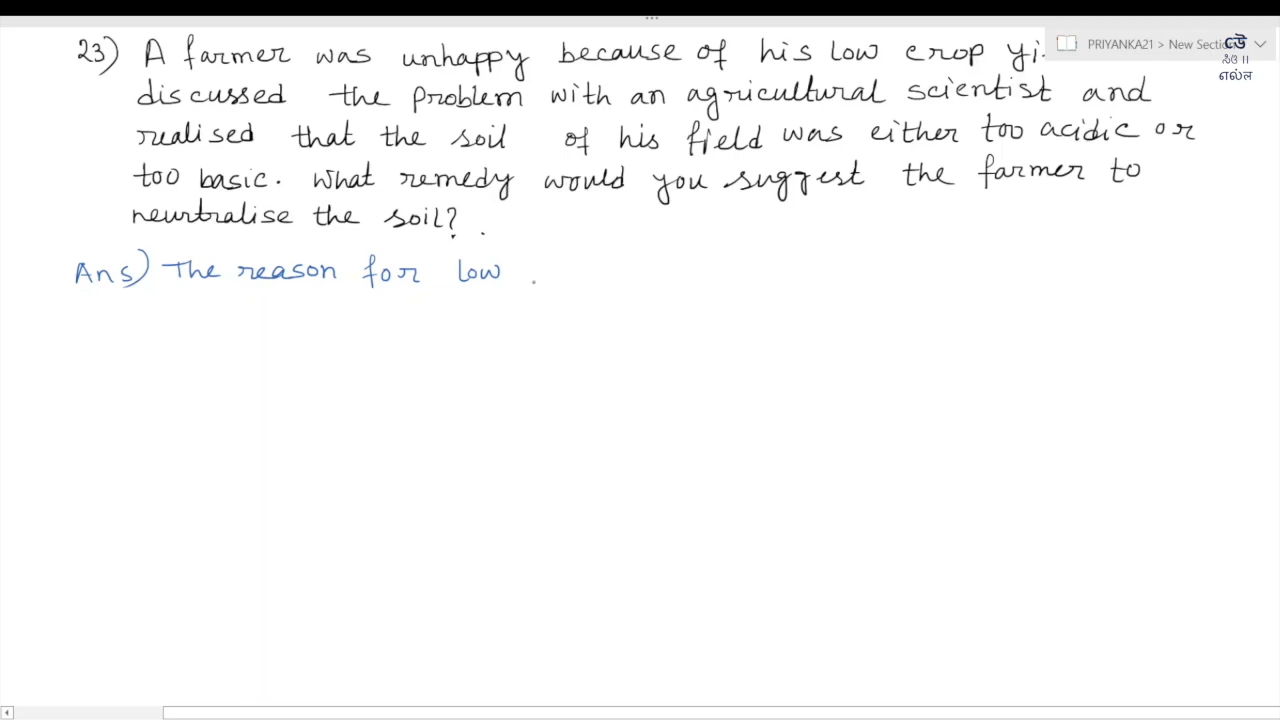 23) A farmer was unhappy because of his low crop
discussed the problem with an agricultural scientist and
realised that the soil of his field was either too acidic or
too basic. What remedy would you suggest the farmer to
neurtralise the soil?
Ans) The reason for low
PRIYANKA21 > New Section